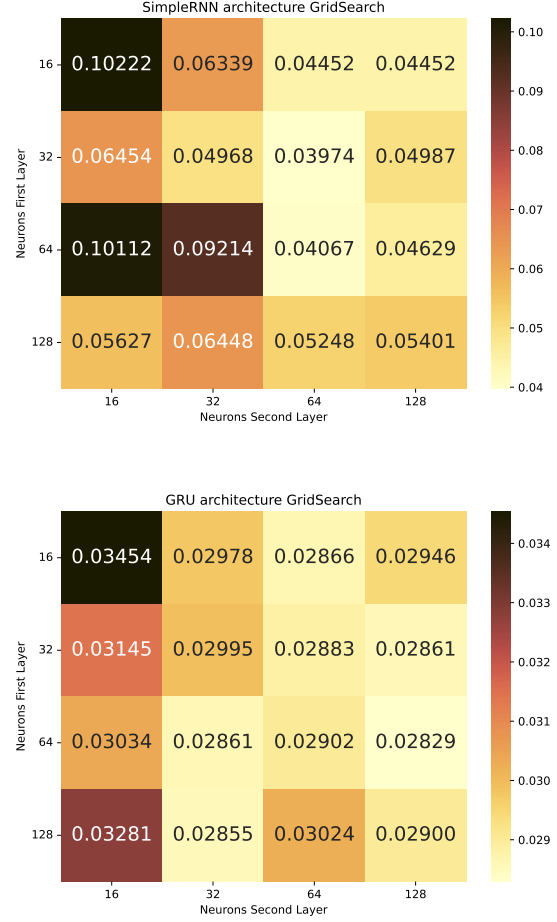 SimpleRNN architecture GridSearch
16 0.10222 0.06339 0.04452 0.04452
32 0.06454 0.04968 0.03974 0.04987
64 0.10112 0.09214 0.04067 0.04629
128 0.05627 0.06448 0.05248 0.05401
16 32 64 128
Neurons Second Layer
Neurons First Layer
0.10
0.09
0.08
0.07
0.06
0.05
0.04
GRU architecture GridSearch
16 0.03454 0.02978 0.02866 0.02946
32 0.03145 0.02995 0.02883 0.02861
64 0.03034 0.02861 0.02902 0.02829
128 0.03281 0.02855 0.03024 0.02900
16 32 64 128
Neurons Second Layer
Neurons First Layer
0.034
0.033
0.032
0.031
0.030
0.029